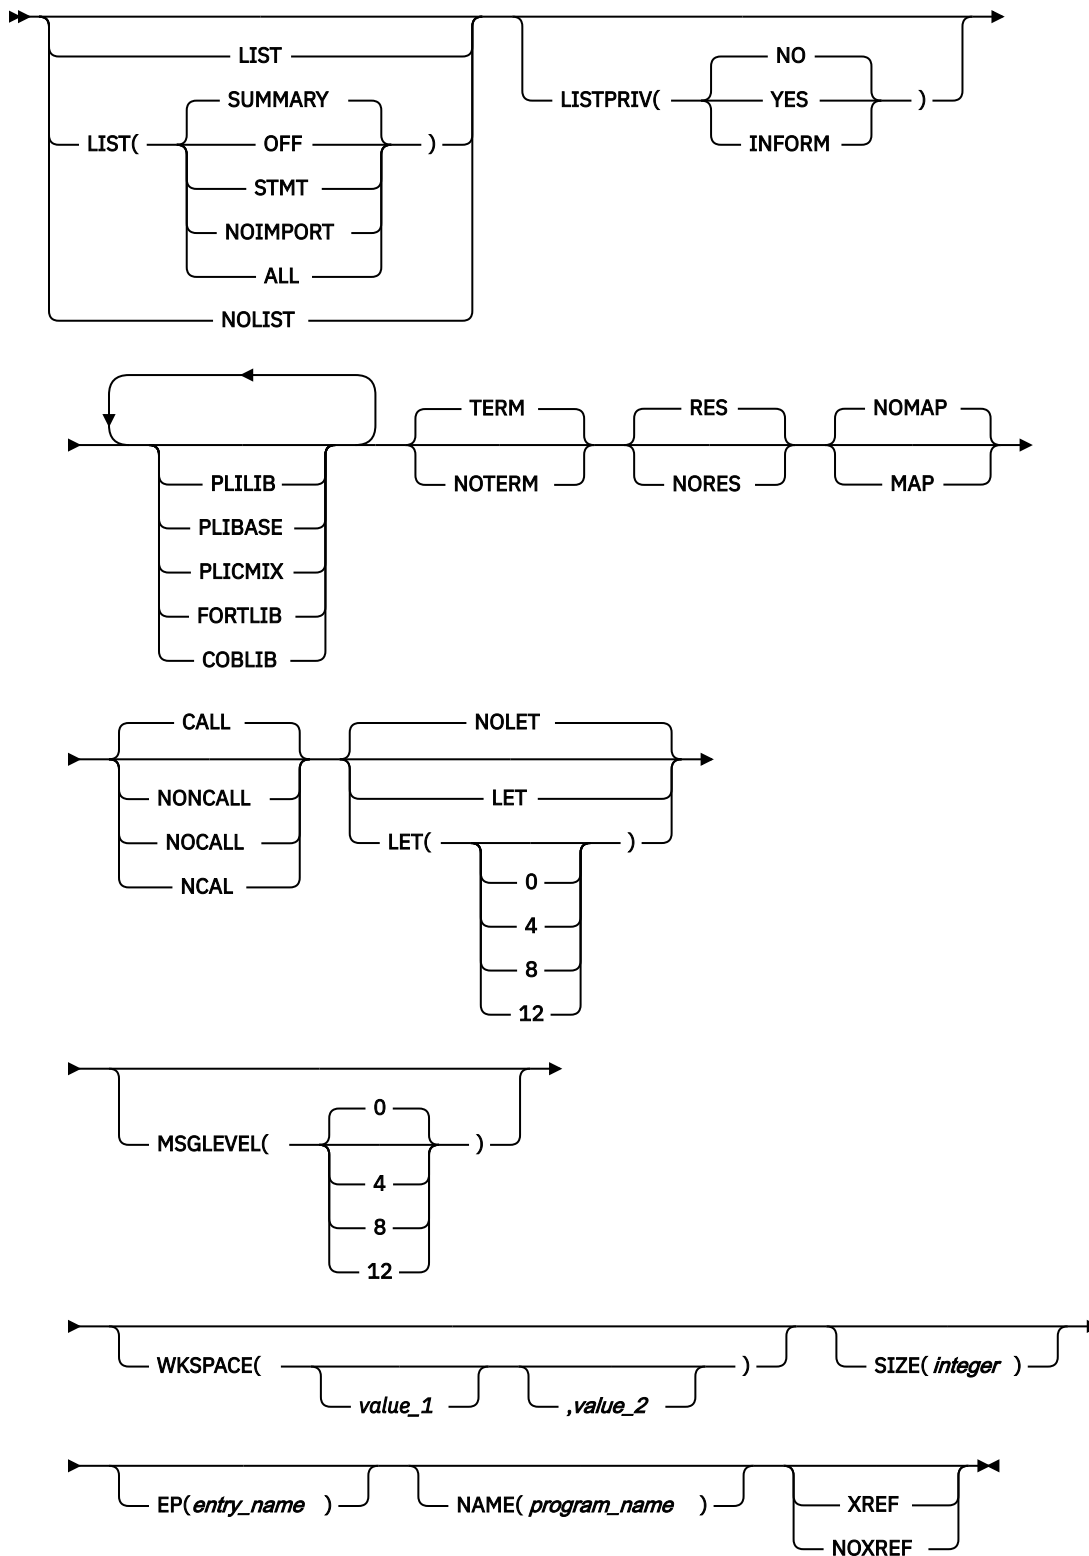 LIST
SUMMARY
LIST( OFF )
STMT
NOIMPORT
ALL
NOLIST
NO
LISTPRIV( YES )
INFORM
PLILIB
PLIBASE
PLICMIX
FORTLIB
COBLIB
TERM
NOTERM
RES
NORES
NOMAP
MAP
CALL
NONCALL
NOCALL
NCAL
NOLET
LET
LET( )
0
4
8
12
MSGLEVEL( )
0
4
8
12
WKSPACE( )
value_1
,value_2
SIZE( integer )
EP( entry_name )
NAME( program_name )
XREF
NOXREF